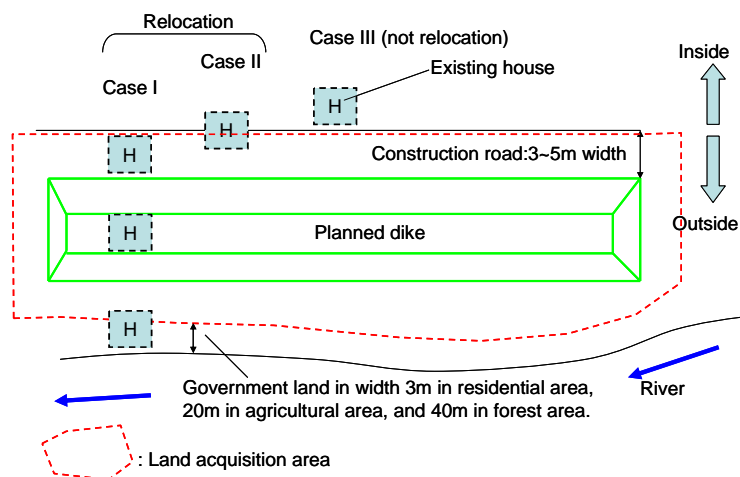 Relocation
Case III (not relocation)
Inside
Case II
Existing house
Case I
H
H
H
Construction road:3~5m width
H
Outside
H
Planned dike
Government land in width 3m in residential area,
20m in agricultural area, and 40m in forest area.
River
: Land acquisition area
H